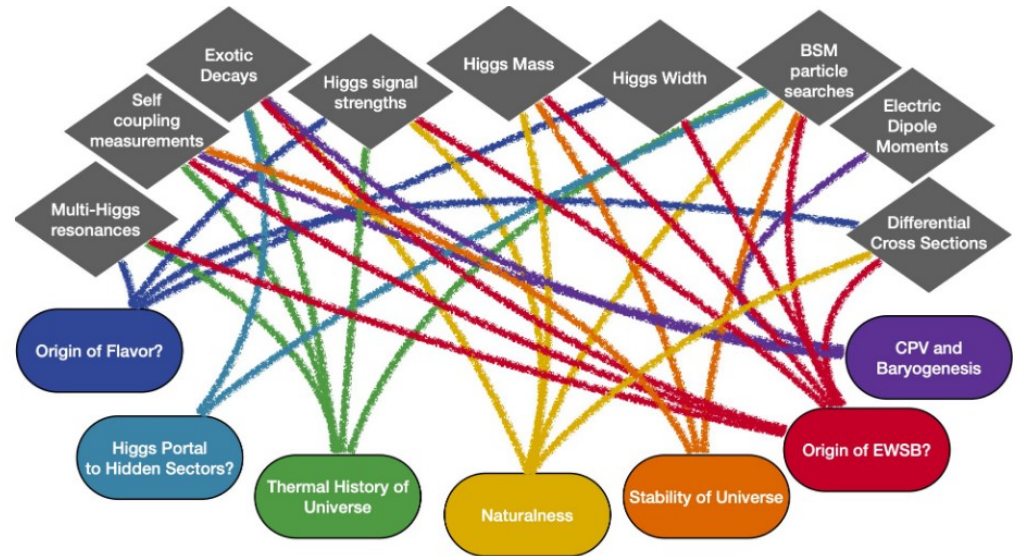 Exotic
Decays
Self
coupling
measurements
Multi-Higgs
resonances
Higgs signal
strengths
Higgs Mass
Higgs Width
BSM
particle
searches
Electric
Dipole
Moments
Differential
Cross Sections
Origin of Flavor?
Higgs Portal
to Hidden Sectors?
Thermal History of
Universe
Naturalness
Stability of Universe
Origin of EWSB?
CPV and
Baryogenesis